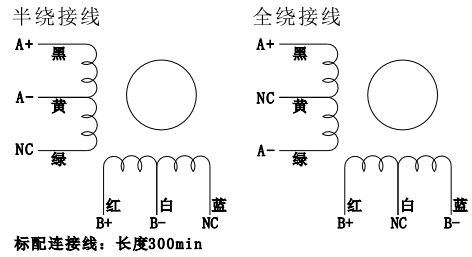 半绕接线 全绕接线
A+ 黑 A+ 黑
A- 黄 NC 黄
NC 绿 A- 绿
红 白 蓝 红 白 蓝
B+ B- NC B+ NC B-
标配连接线：长度300min